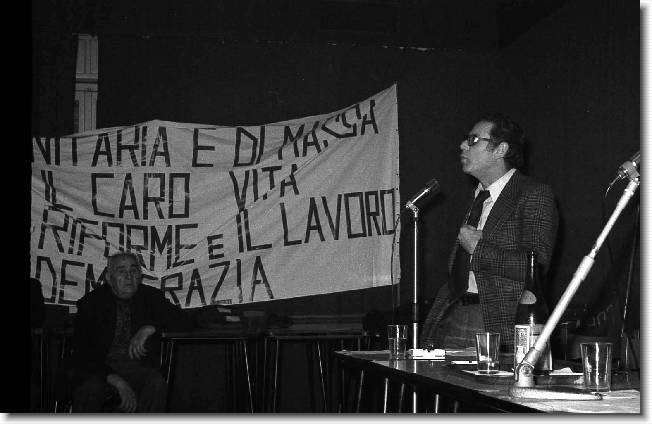 NITARIA E DI MASSA
IL CARO VITA
RIFORME E IL LAVORO
DEMOCRAZIA